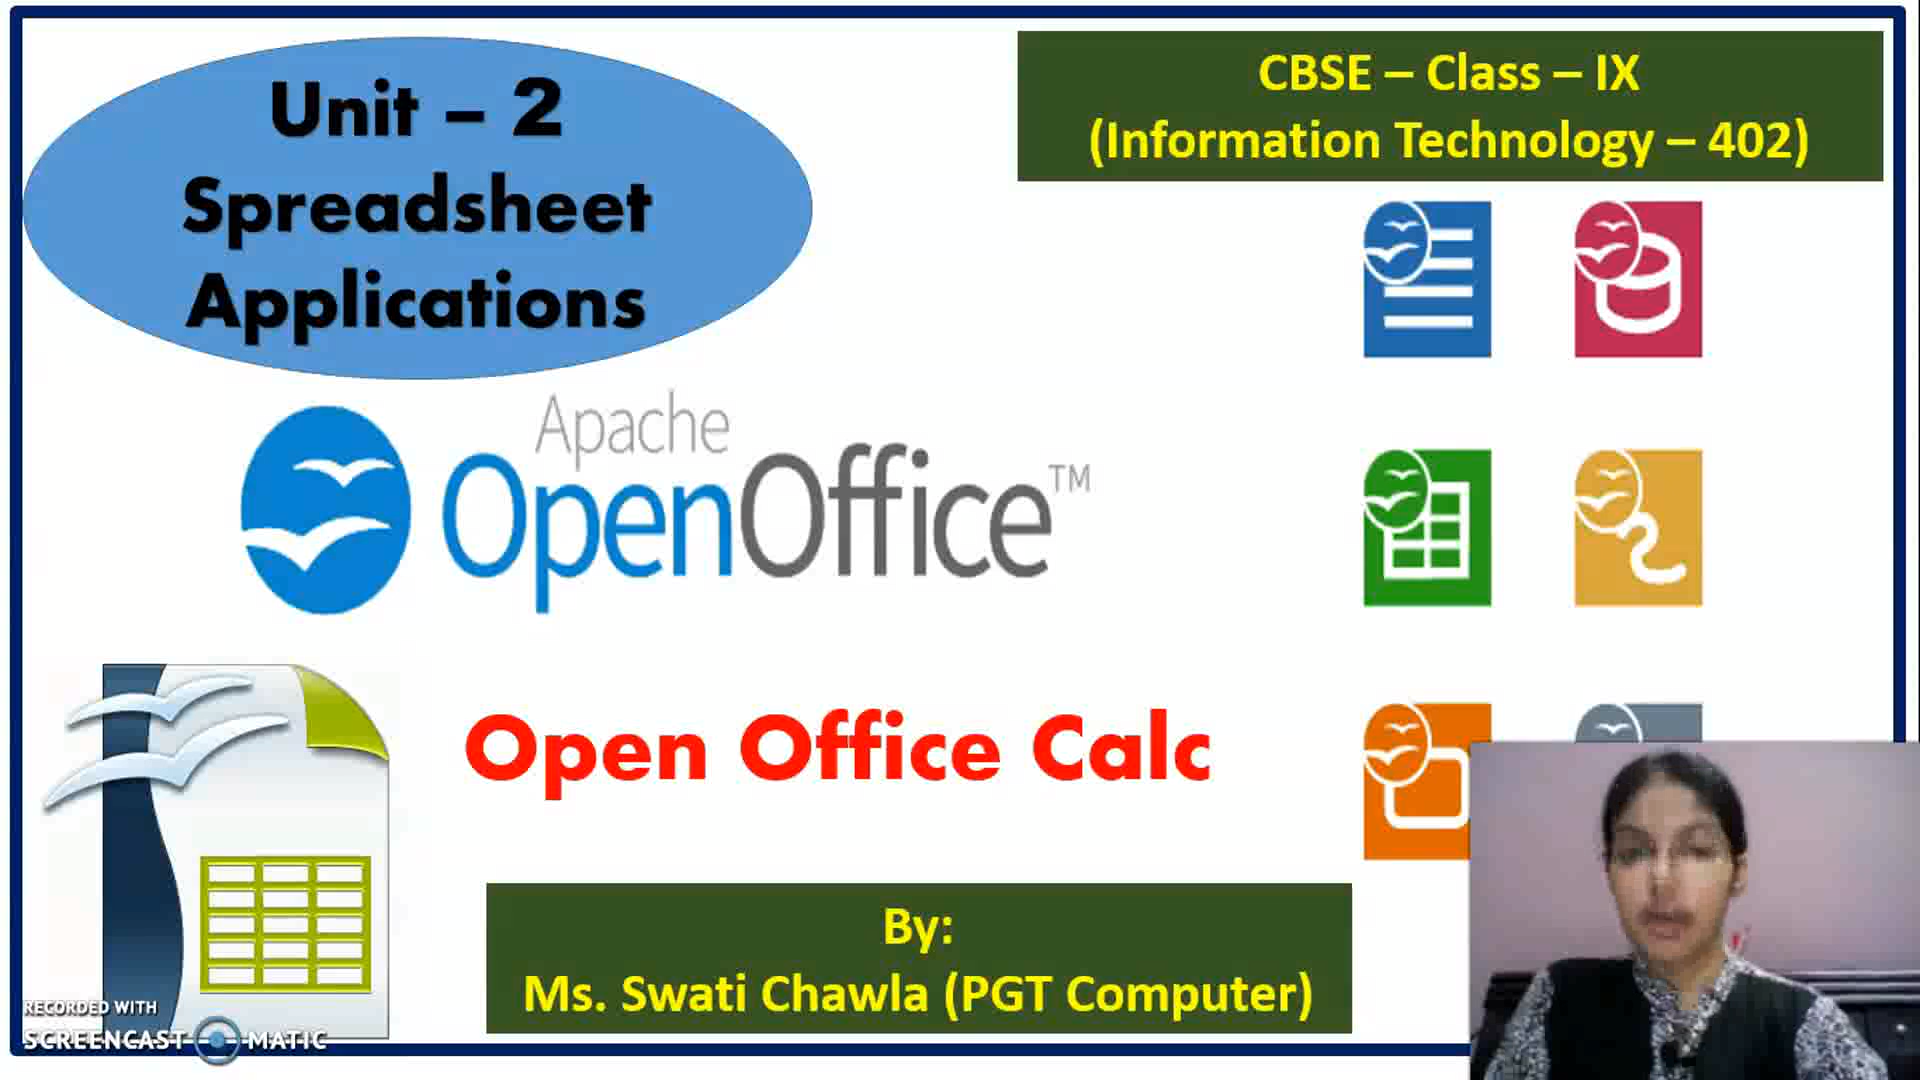 Unit – 2
Spreadsheet
Applications
CBSE – Class – IX
(Information Technology – 402)
Apache
OpenOffice™
Open Office Calc
By:
Ms. Swati Chawla (PGT Computer)
RECORDED WITH
SCREENCAST MATIC